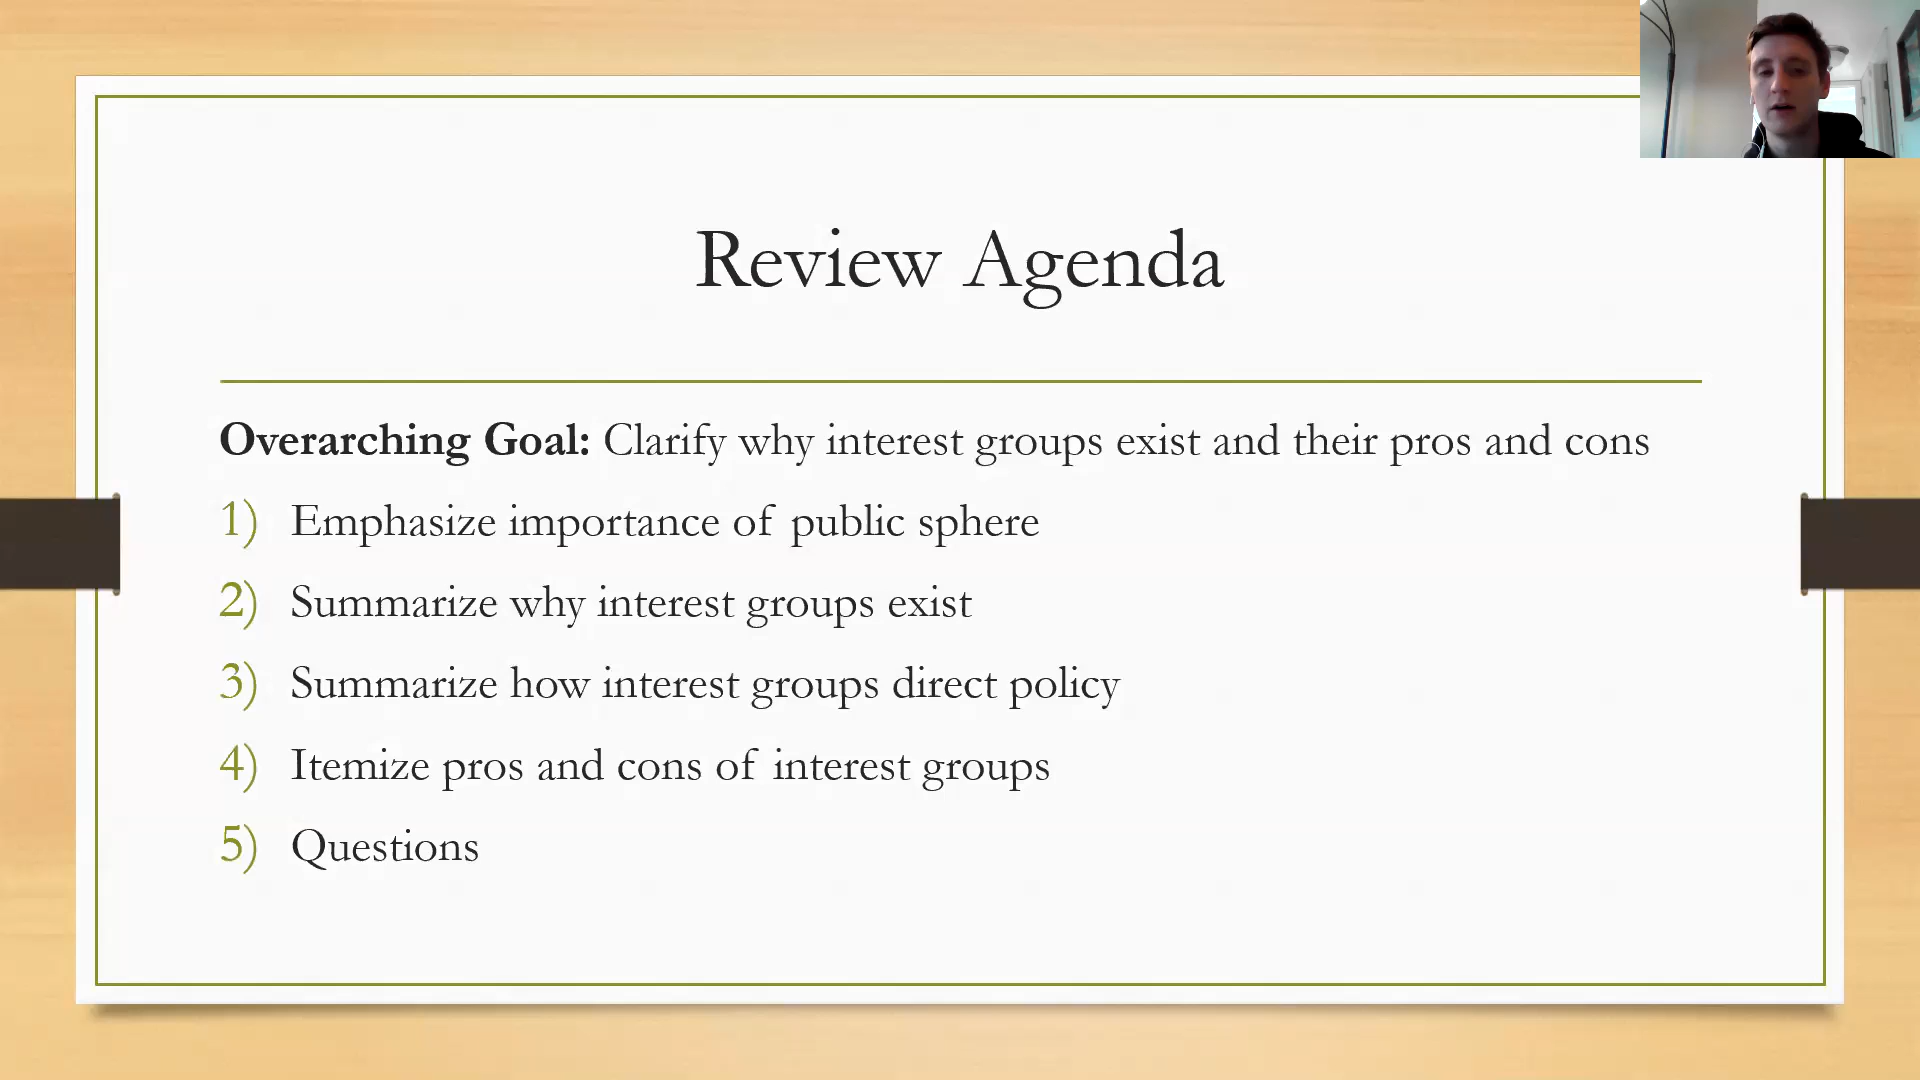 Review Agenda
Overarching Goal: Clarify why interest groups exist and their pros and cons
1) Emphasize importance of public sphere
2) Summarize why interest groups exist
3) Summarize how interest groups direct policy
4) Itemize pros and cons of interest groups
5) Questions